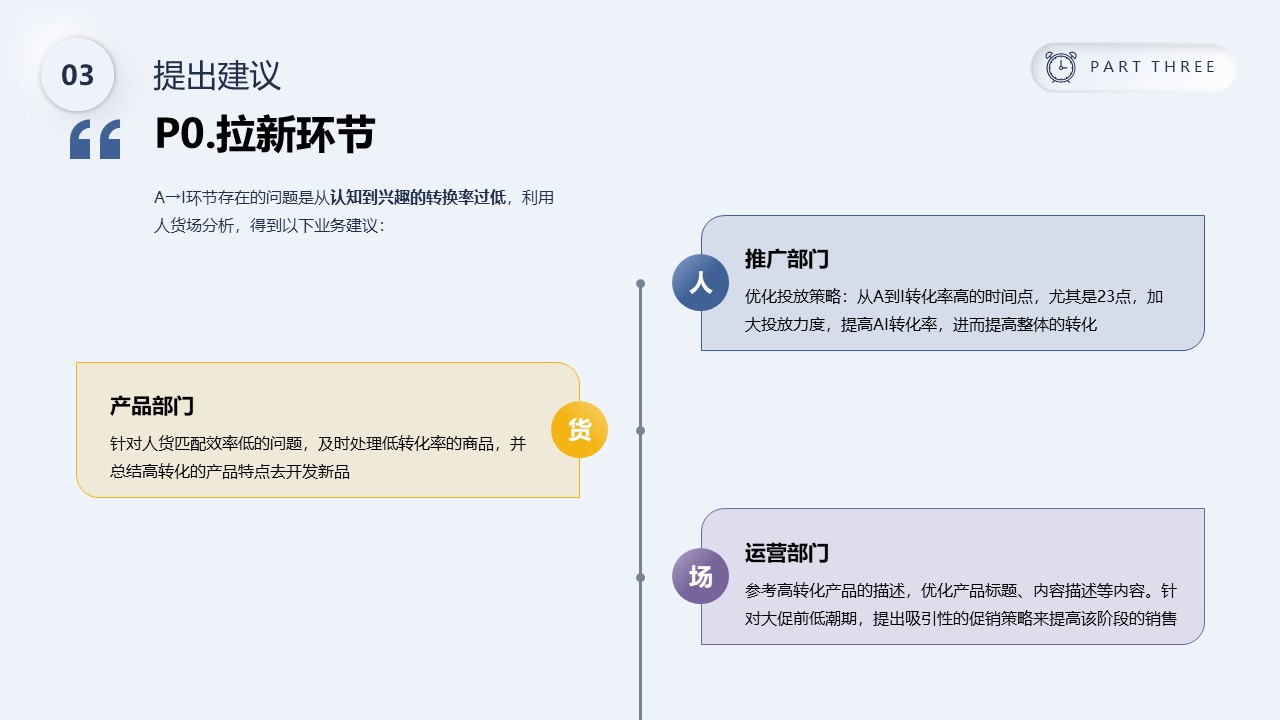 03
提出建议
PART THREE
P0.拉新环节
A→I环节存在的问题是从认知到兴趣的转换率过低，利用
人货场分析，得到以下业务建议：
人
推广部门
优化投放策略：从A到I转化率高的时间点，尤其是23点，加
大投放力度，提高AI转化率，进而提高整体的转化
产品部门
针对人货匹配效率低的问题，及时处理低转化率的商品，并
总结高转化的产品特点去开发新品
货
场
运营部门
参考高转化产品的描述，优化产品标题、内容描述等内容。针
对大促前低潮期，提出吸引性的促销策略来提高该阶段的销售